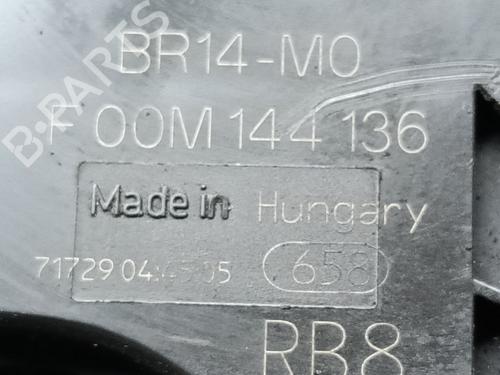 BR14-M0
F 00M 144 136
Made in Hungary
658
RB8
B-PARTS